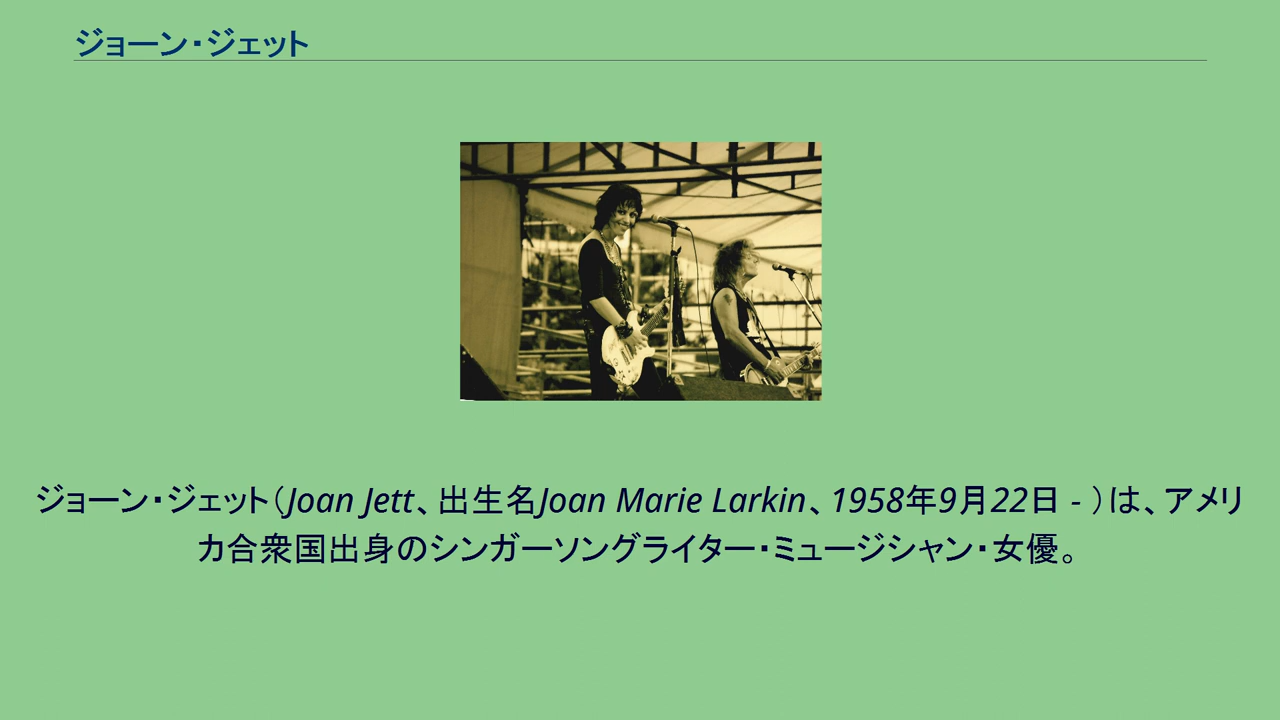 ジョーン・ジェット
ジョーン・ジェット（Joan Jett、出生名Joan Marie Larkin、1958年9月22日 - ）は、アメリ
カ合衆国出身のシンガーソングライター・ミュージシャン・女優。